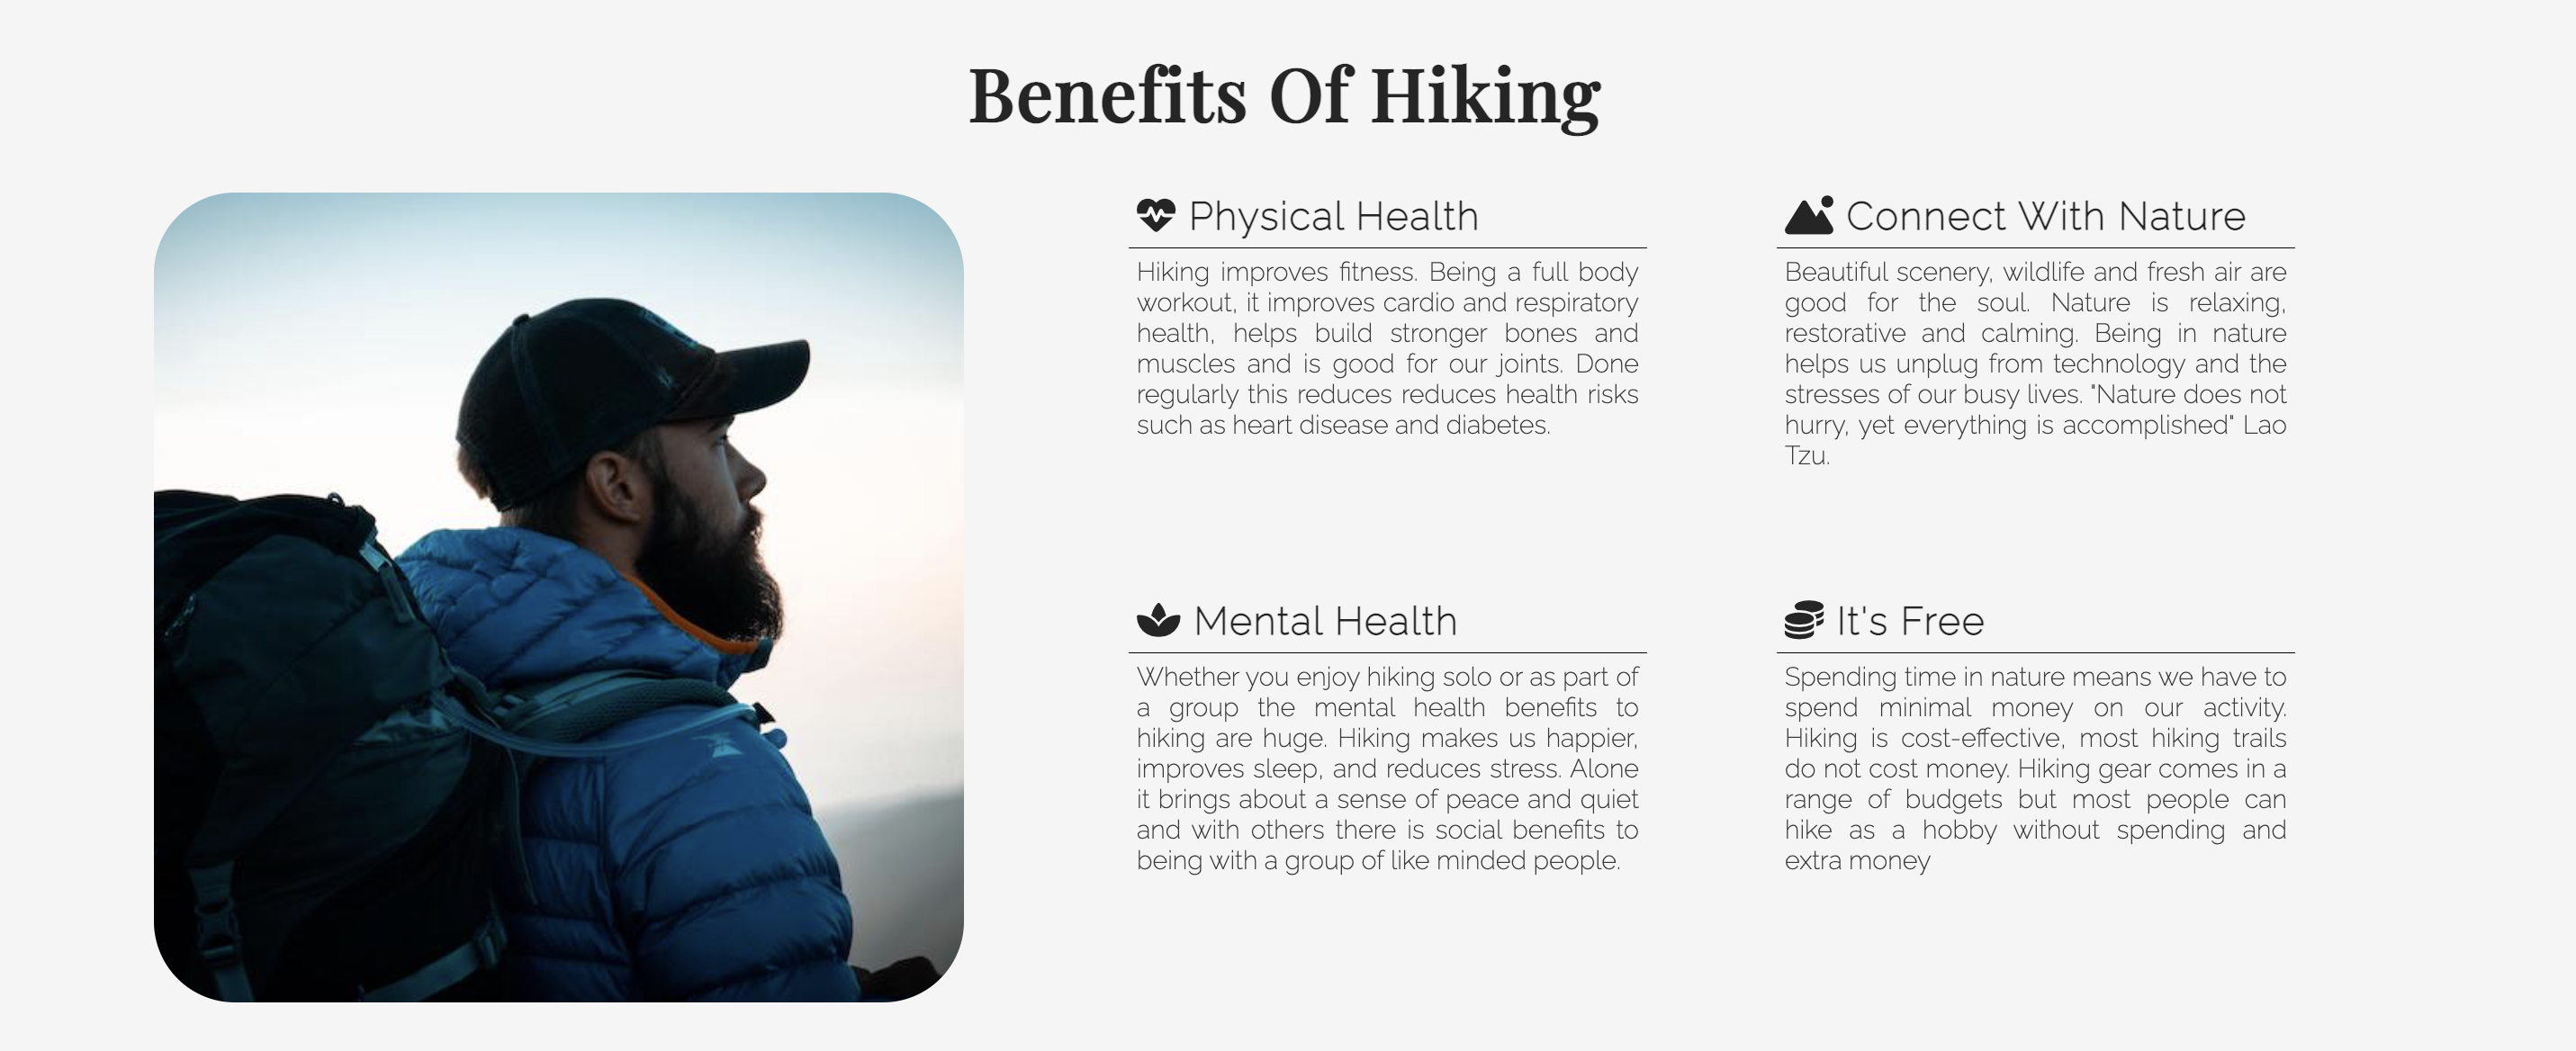 Benefits Of Hiking
Physical Health
Hiking improves fitness. Being a full body
workout, it improves cardio and respiratory
health, helps build stronger bones and
muscles and is good for our joints. Done
regularly this reduces reduces health risks
such as heart disease and diabetes.
Connect With Nature
Beautiful scenery, wildlife and fresh air are
good for the soul. Nature is relaxing,
restorative and calming. Being in nature
helps us unplug from technology and the
stresses of our busy lives. "Nature does not
hurry, yet everything is accomplished" Lao
Tzu.
Mental Health
Whether you enjoy hiking solo or as part of
a group the mental health benefits to
hiking are huge. Hiking makes us happier,
improves sleep, and reduces stress. Alone
it brings about a sense of peace and quiet
and with others there is social benefits to
being with a group of like minded people.
It's Free
Spending time in nature means we have to
spend minimal money on our activity.
Hiking is cost-effective, most hiking trails
do not cost money. Hiking gear comes in a
range of budgets but most people can
hike as a hobby without spending and
extra money